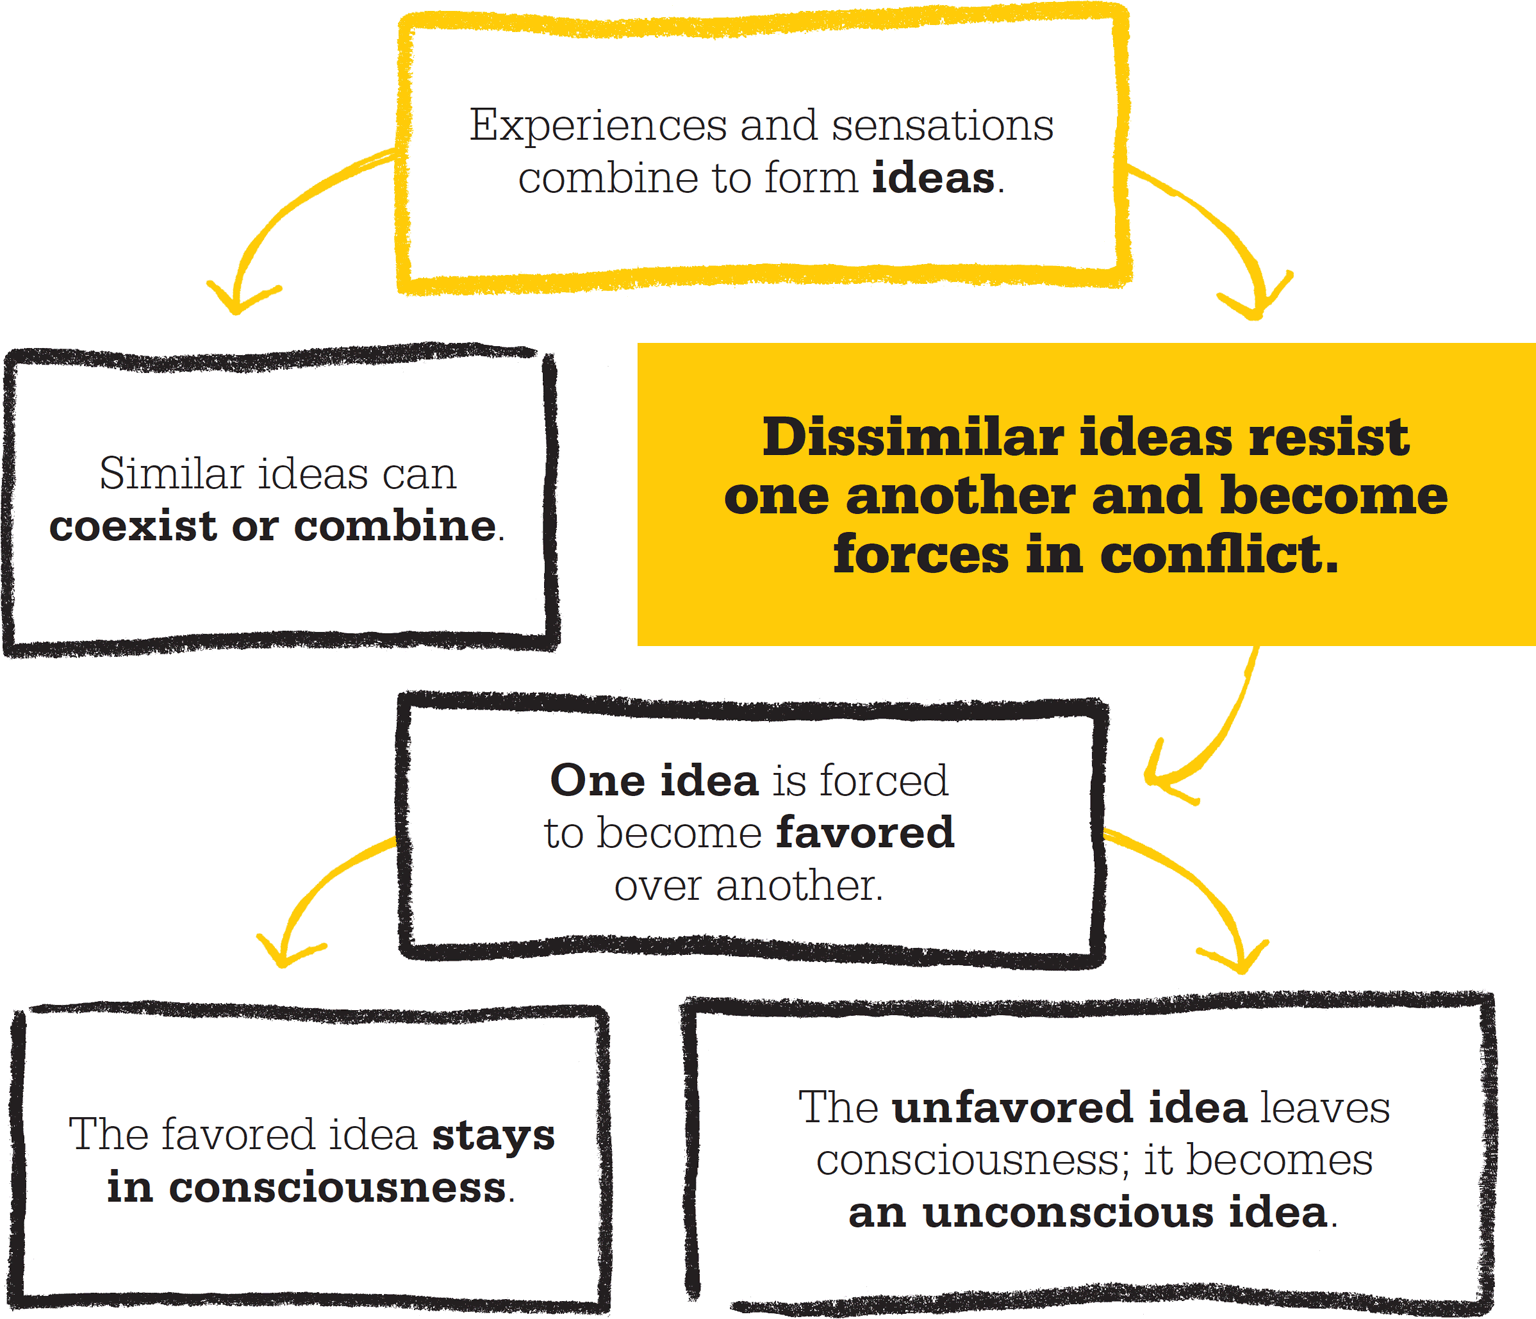 Experiences and sensations
combine to form ideas.
Similar ideas can
coexist or combine.
Dissimilar ideas resist
one another and become
forces in conflict.
One idea is forced
to become favored
over another.
The favored idea stays
in consciousness.
The unfavored idea leaves
consciousness; it becomes
an unconscious idea.